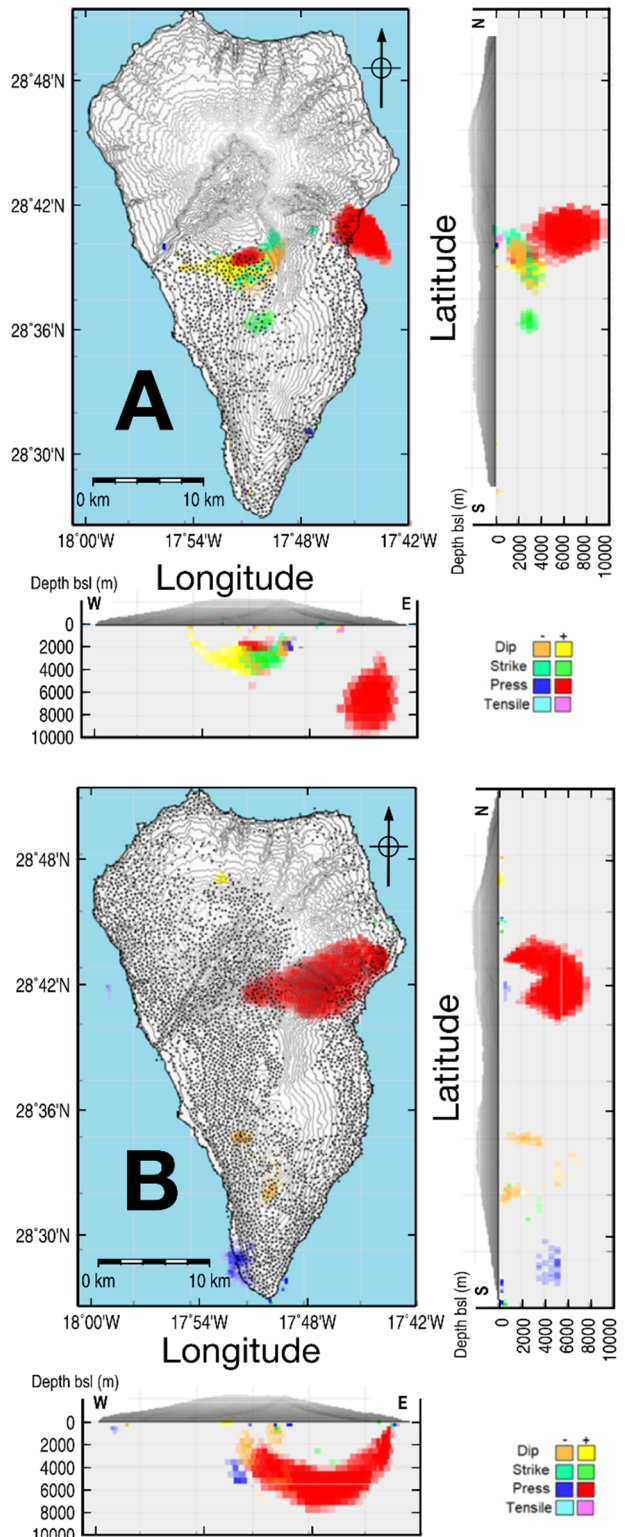 N
28°48'N
28°42'N
28°36'N
28°30'N
A
0 km 10 km
18°00'W 17°54'W 17°48'W 17°42'W
Longitude
Latitude
S
Depth bsl (m)
0 2000 4000 6000 8000 10000
Depth bsl (m)
W E
0
2000
4000
6000
8000
10000
- +
Dip
Strike
Press
Tensile
N
28°48'N
28°42'N
28°36'N
28°30'N
B
0 km 10 km
18°00'W 17°54'W 17°48'W 17°42'W
Longitude
Latitude
S
Depth bsl (m)
0 2000 4000 6000 8000 10000
Depth bsl (m)
W E
0
2000
4000
6000
8000
10000
- +
Dip
Strike
Press
Tensile